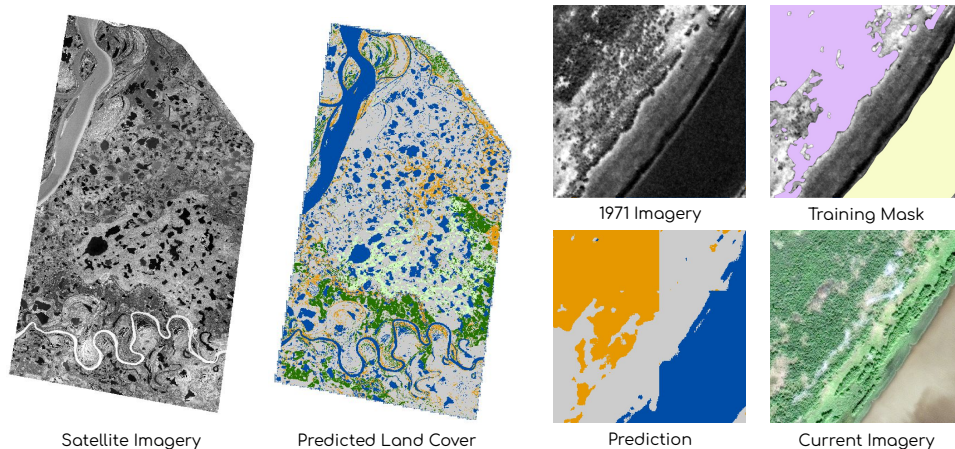 1971 Imagery
Training Mask
Satellite Imagery
Predicted Land Cover
Prediction
Current Imagery